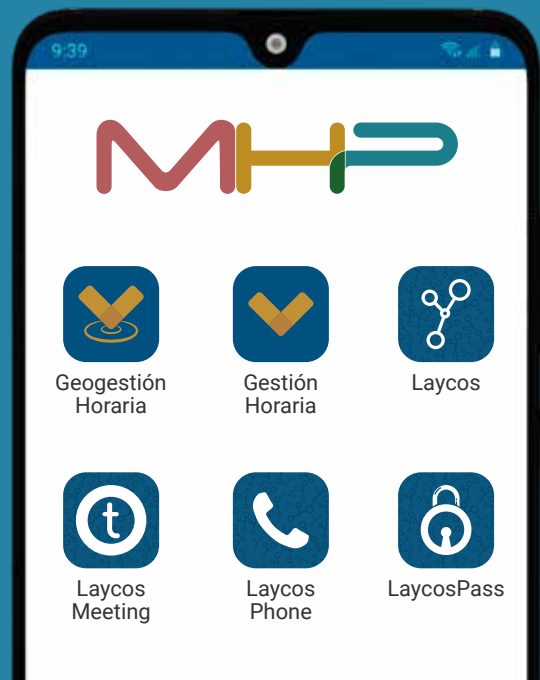 9:39
MHP
Geogestión
Horaria
Gestión
Horaria
Laycos
t
Laycos
Meeting
Laycos
Phone
LaycosPass